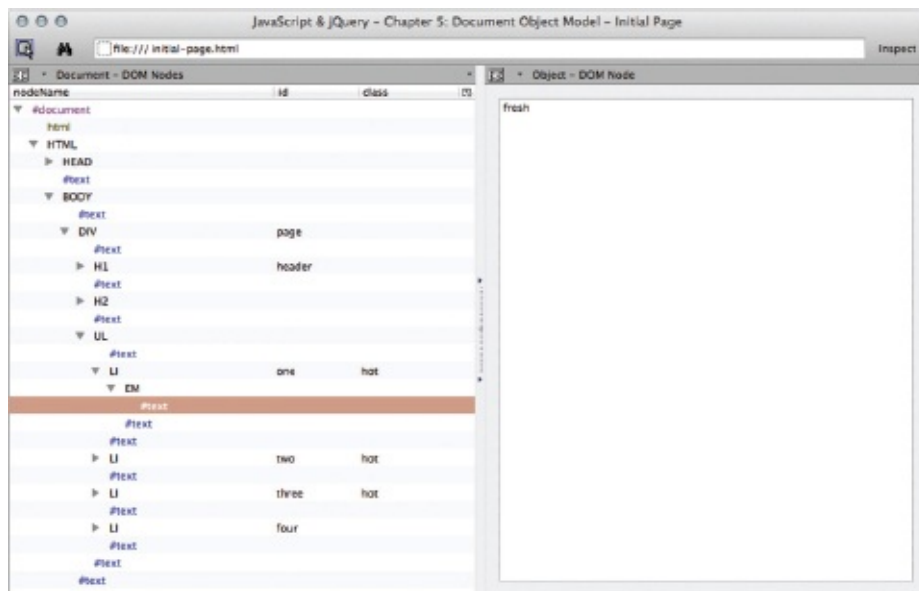 JavaScript & jQuery – Chapter 5: Document Object Model – Initial Page
file:/// initial-page.html
Inspect
Document – DOM Nodes
nodeName id class
#document
html
HTML
HEAD
#text
BODY
#text
DIV page
#text
H1 header
#text
H2
#text
UL
#text
LI one hot
EM
#text
#text
#text
LI two hot
#text
LI three hot
#text
LI four
#text
#text
#text
Object – DOM Node
fresh